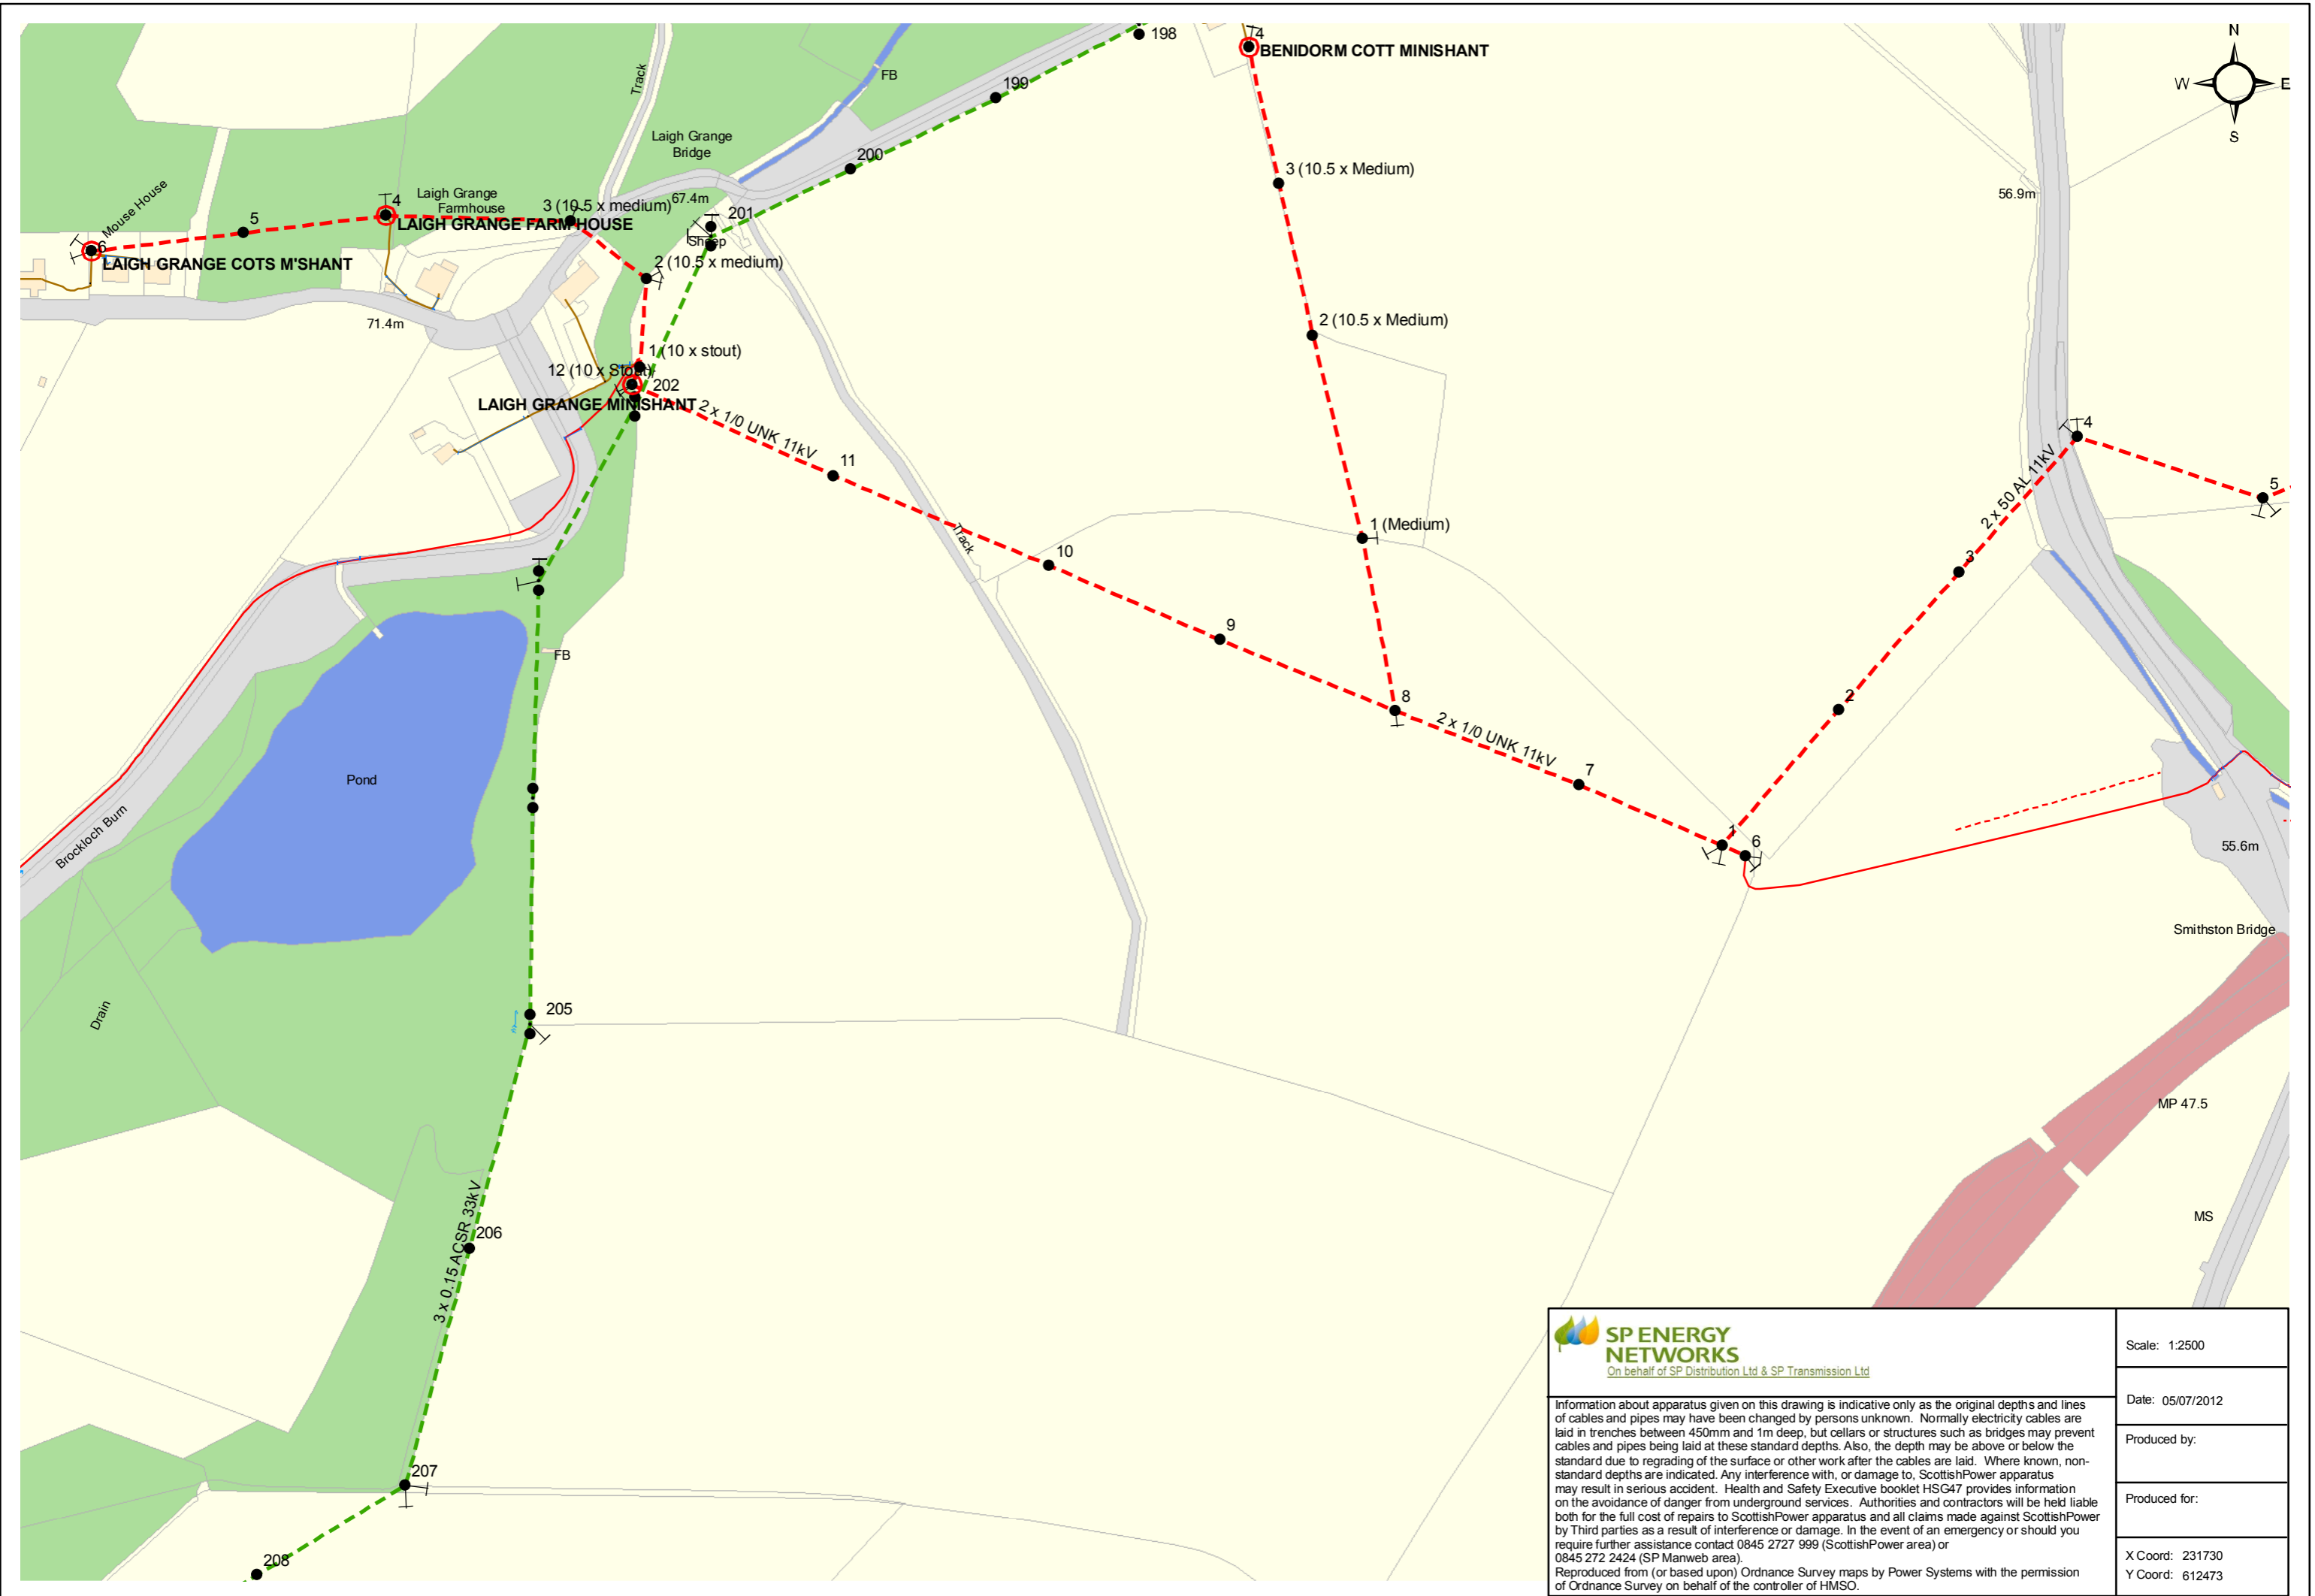 198
4
BENIDORM COTT MINISHANT
N
W
E
S
FB
Track
199
Laigh Grange
Bridge
200
3 (10.5 x Medium)
56.9m
Mouse House
4
Laigh Grange
Farmhouse
3 (10.5 x medium)
67.4m
5
LAIGH GRANGE FARM HOUSE
201
Sheep
6
LAIGH GRANGE COTS M'SHANT
2 (10.5 x medium)
71.4m
2 (10.5 x Medium)
1 (10 x stout)
12 (10 x Stout)
202
LAIGH GRANGE MINISHANT
2 x 1/0 UNK 11kV
11
4
2 x 50 AL 11kV
5
1 (Medium)
Track
10
3
FB
9
8
2 x 1/0 UNK 11kV
2
7
Pond
Brockloch Burn
1
6
55.6m
Smithston Bridge
Drain
205
MP 47.5
MS
206
3 x 0.15 ACSR 33kV
207
208
SP ENERGY
NETWORKS
On behalf of SP Distribution Ltd & SP Transmission Ltd
Information about apparatus given on this drawing is indicative only as the original depths and lines
of cables and pipes may have been changed by persons unknown. Normally electricity cables are
laid in trenches between 450mm and 1m deep, but cellars or structures such as bridges may prevent
cables and pipes being laid at these standard depths. Also, the depth may be above or below the
standard due to regrading of the surface or other work after the cables are laid. Where known, non-
standard depths are indicated. Any interference with, or damage to, ScottishPower apparatus
may result in serious accident. Health and Safety Executive booklet HSG47 provides information
on the avoidance of danger from underground services. Authorities and contractors will be held liable
both for the full cost of repairs to ScottishPower apparatus and all claims made against ScottishPower
by Third parties as a result of interference or damage. In the event of an emergency or should you
require further assistance contact 0845 2727 999 (ScottishPower area) or
0845 272 2424 (SP Manweb area).
Reproduced from (or based upon) Ordnance Survey maps by Power Systems with the permission
of Ordnance Survey on behalf of the controller of HMSO.
Scale: 1:2500
Date: 05/07/2012
Produced by:
Produced for:
X Coord: 231730
Y Coord: 612473